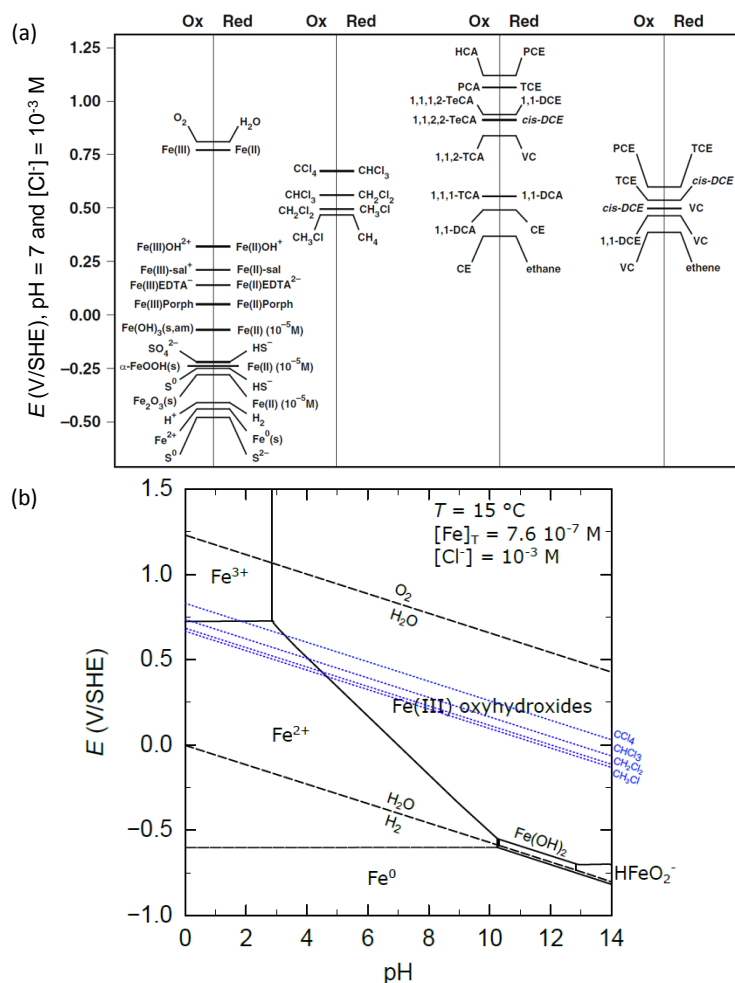 (a)
Ox Red Ox Red Ox Red Ox Red
E (V/SHE), pH = 7 and [Cl⁻] = 10⁻³ M
1.25
1.00
0.75
0.50
0.25
0.00
−0.25
−0.50
O₂ H₂O
Fe(III) Fe(II)
Fe(III)OH²⁺ Fe(II)OH⁺
Fe(III)-sal⁺ Fe(II)-sal
Fe(III)EDTA⁻ Fe(II)EDTA²⁻
Fe(III)Porph Fe(II)Porph
Fe(OH)₃(s,am) Fe(II) (10⁻⁵M)
SO₄²⁻ HS⁻
α-FeOOH(s) Fe(II) (10⁻⁵M)
S⁰ HS⁻
Fe₂O₃(s) Fe(II) (10⁻⁵M)
H⁺ H₂
Fe²⁺ Fe⁰(s)
S⁰ S²⁻
CCl₄ CHCl₃
CHCl₃ CH₂Cl₂
CH₂Cl₂ CH₃Cl
CH₃Cl CH₄
HCA PCE
PCA TCE
1,1,1,2-TeCA 1,1-DCE
1,1,2,2-TeCA cis-DCE
1,1,2-TCA VC
1,1,1-TCA 1,1-DCA
1,1-DCA CE
CE ethane
PCE TCE
TCE cis-DCE
cis-DCE VC
1,1-DCE VC
VC ethene
(b)
E (V/SHE)
1.5
1.0
0.5
0.0
−0.5
−1.0
T = 15 °C
[Fe]T = 7.6 10⁻⁷ M
[Cl⁻] = 10⁻³ M
Fe³⁺
O₂
H₂O
Fe(III) oxyhydroxides
Fe²⁺
CCl₄
CHCl₃
CH₂Cl₂
CH₃Cl
H₂O
H₂
Fe(OH)₂
HFeO₂⁻
Fe⁰
0 2 4 6 8 10 12 14
pH